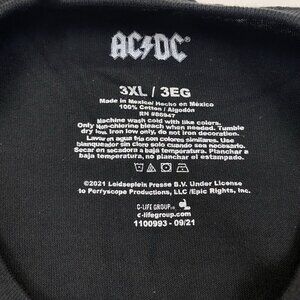 AC⚡DC
3XL / 3EG
Made in Mexico/ Hecho en México
100% Cotton / Algodón
RN #86947
Machine wash cold with like colors.
Only non-chlorine bleach when needed. Tumble
dry low. Iron low only, do not iron decoration.
Lavar en agua fria con colores similares. Use
blanqueador sin cloro solo cuando sea necesario.
Secar en secadora a baja temperatura. Planchar a
baja temperatura, no planchar el estampado.
©2021 Leidseplein Presse B.V. Under License
to Perryscope Productions, LLC /Epic Rights, Inc.
C-LIFE GROUP
c-lifegroup.com
1100993 - 09/21